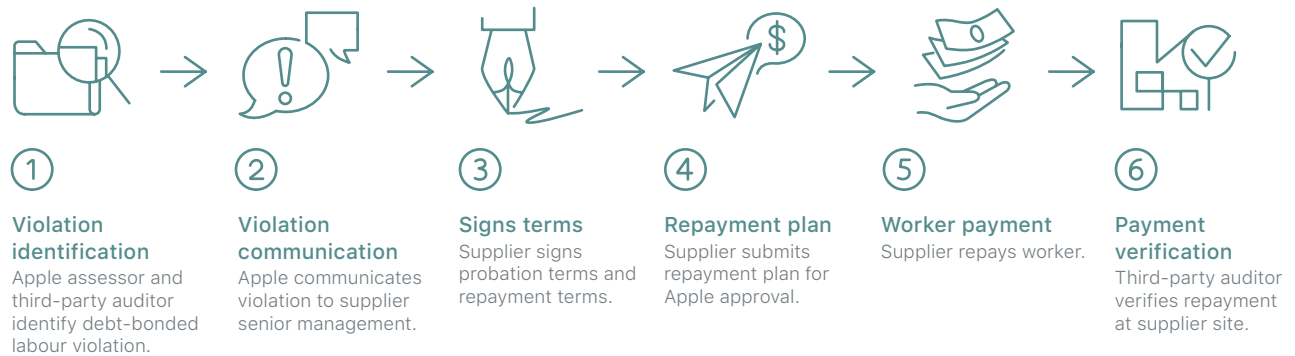 $
1
Violation
identification
Apple assessor and
third-party auditor
identify debt-bonded
labour violation.
2
Violation
communication
Apple communicates
violation to supplier
senior management.
3
Signs terms
Supplier signs
probation terms and
repayment terms.
4
Repayment plan
Supplier submits
repayment plan for
Apple approval.
5
Worker payment
Supplier repays worker.
6
Payment
verification
Third-party auditor
verifies repayment
at supplier site.